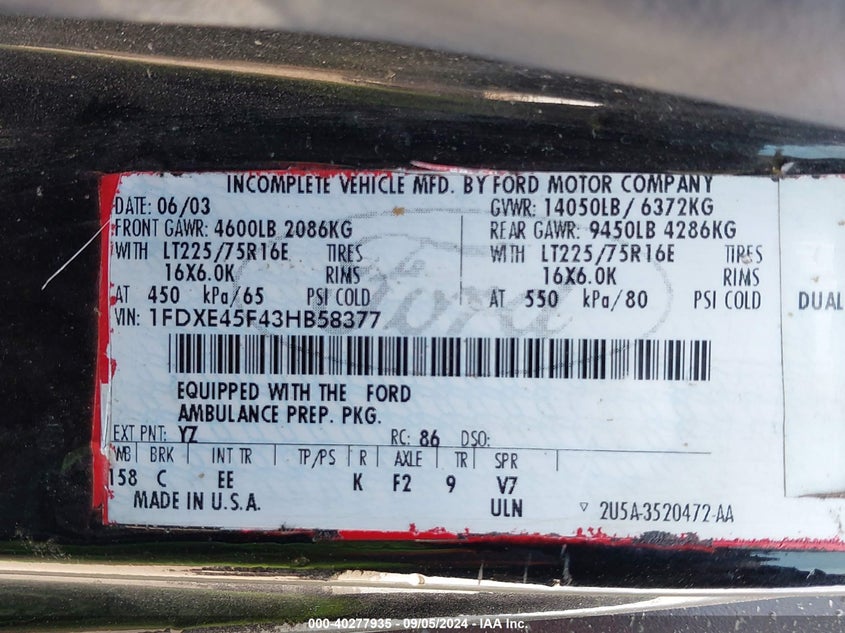 INCOMPLETE VEHICLE MFD. BY FORD MOTOR COMPANY
DATE: 06/03 GVWR: 14050LB/ 6372KG
FRONT GAWR: 4600LB 2086KG REAR GAWR: 9450LB 4286KG
WITH LT225/75R16E TIRES WITH LT225/75R16E TIRES
16X6.0K RIMS 16X6.0K RIMS
AT 450 kPa/65 PSI COLD AT 550 kPa/80 PSI COLD DUAL
VIN: 1FDXE45F43HB58377
Ford
EQUIPPED WITH THE FORD
AMBULANCE PREP. PKG.
EXT PNT: YZ RC: 86 DSO:
WB BRK INT TR TP/PS R AXLE TR SPR
158 C EE K F2 9 V7
MADE IN U.S.A. ULN 2U5A-3520472-AA
000-40277935 - 09/05/2024 - IAA Inc.